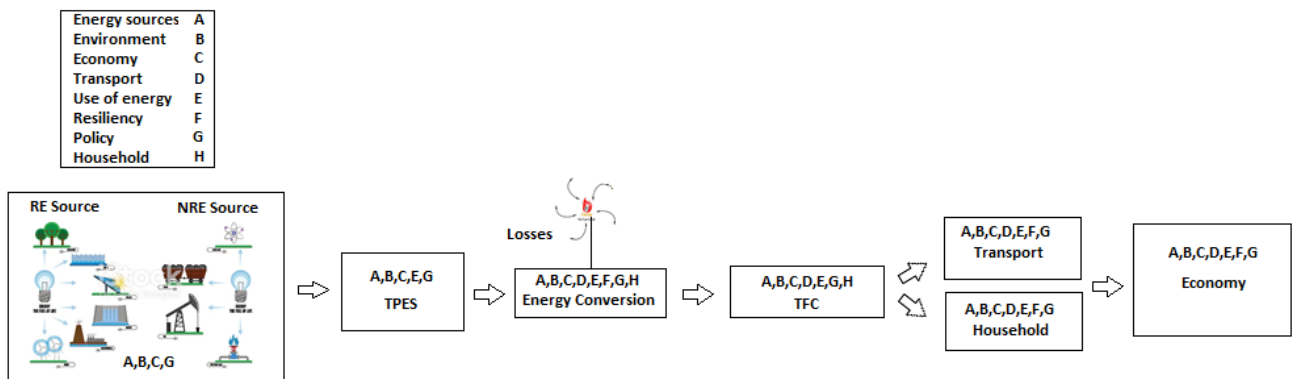 Energy sources A
Environment B
Economy C
Transport D
Use of energy E
Resiliency F
Policy G
Household H
RE Source NRE Source
A,B,C,G
A,B,C,E,G
TPES
Losses
A,B,C,D,E,F,G,H
Energy Conversion
A,B,C,D,E,G,H
TFC
A,B,C,D,E,F,G
Transport
A,B,C,D,E,F,G
Household
A,B,C,D,E,F,G
Economy